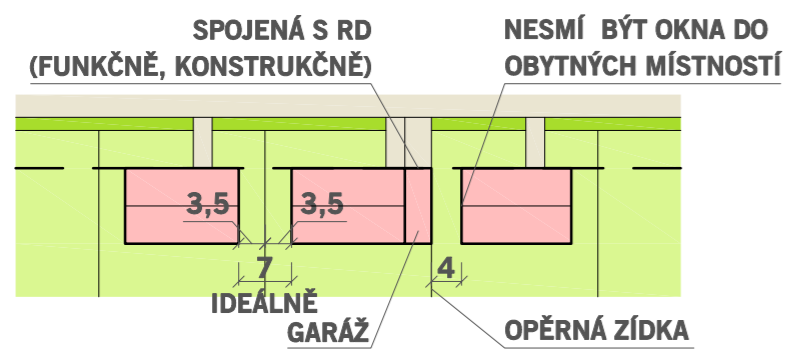 SPOJENÁ S RD
(FUNKČNĚ, KONSTRUKČNĚ)
NESMÍ BÝT OKNA DO
OBYTNÝCH MÍSTNOSTÍ
3,5
3,5
7
4
IDEÁLNĚ
GARÁŽ
OPĚRNÁ ZÍDKA